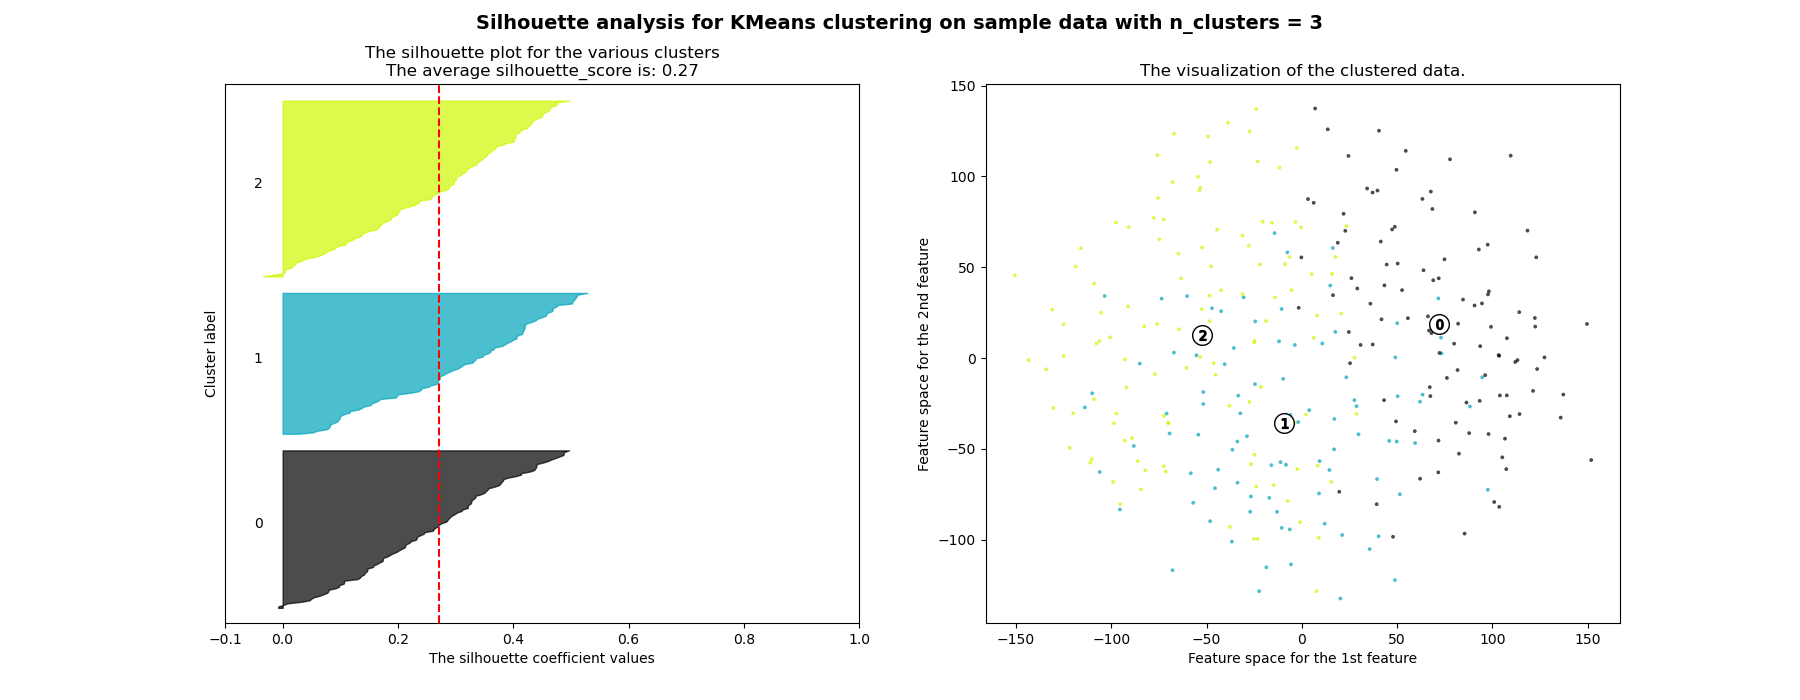 Silhouette analysis for KMeans clustering on sample data with n_clusters = 3
The silhouette plot for the various clusters
The average silhouette_score is: 0.27
Cluster label
2
1
0
−0.1 0.0 0.2 0.4 0.6 0.8 1.0
The silhouette coefficient values
The visualization of the clustered data.
Feature space for the 2nd feature
150
100
50
0
−50
−100
0
2
1
−150 −100 −50 0 50 100 150
Feature space for the 1st feature